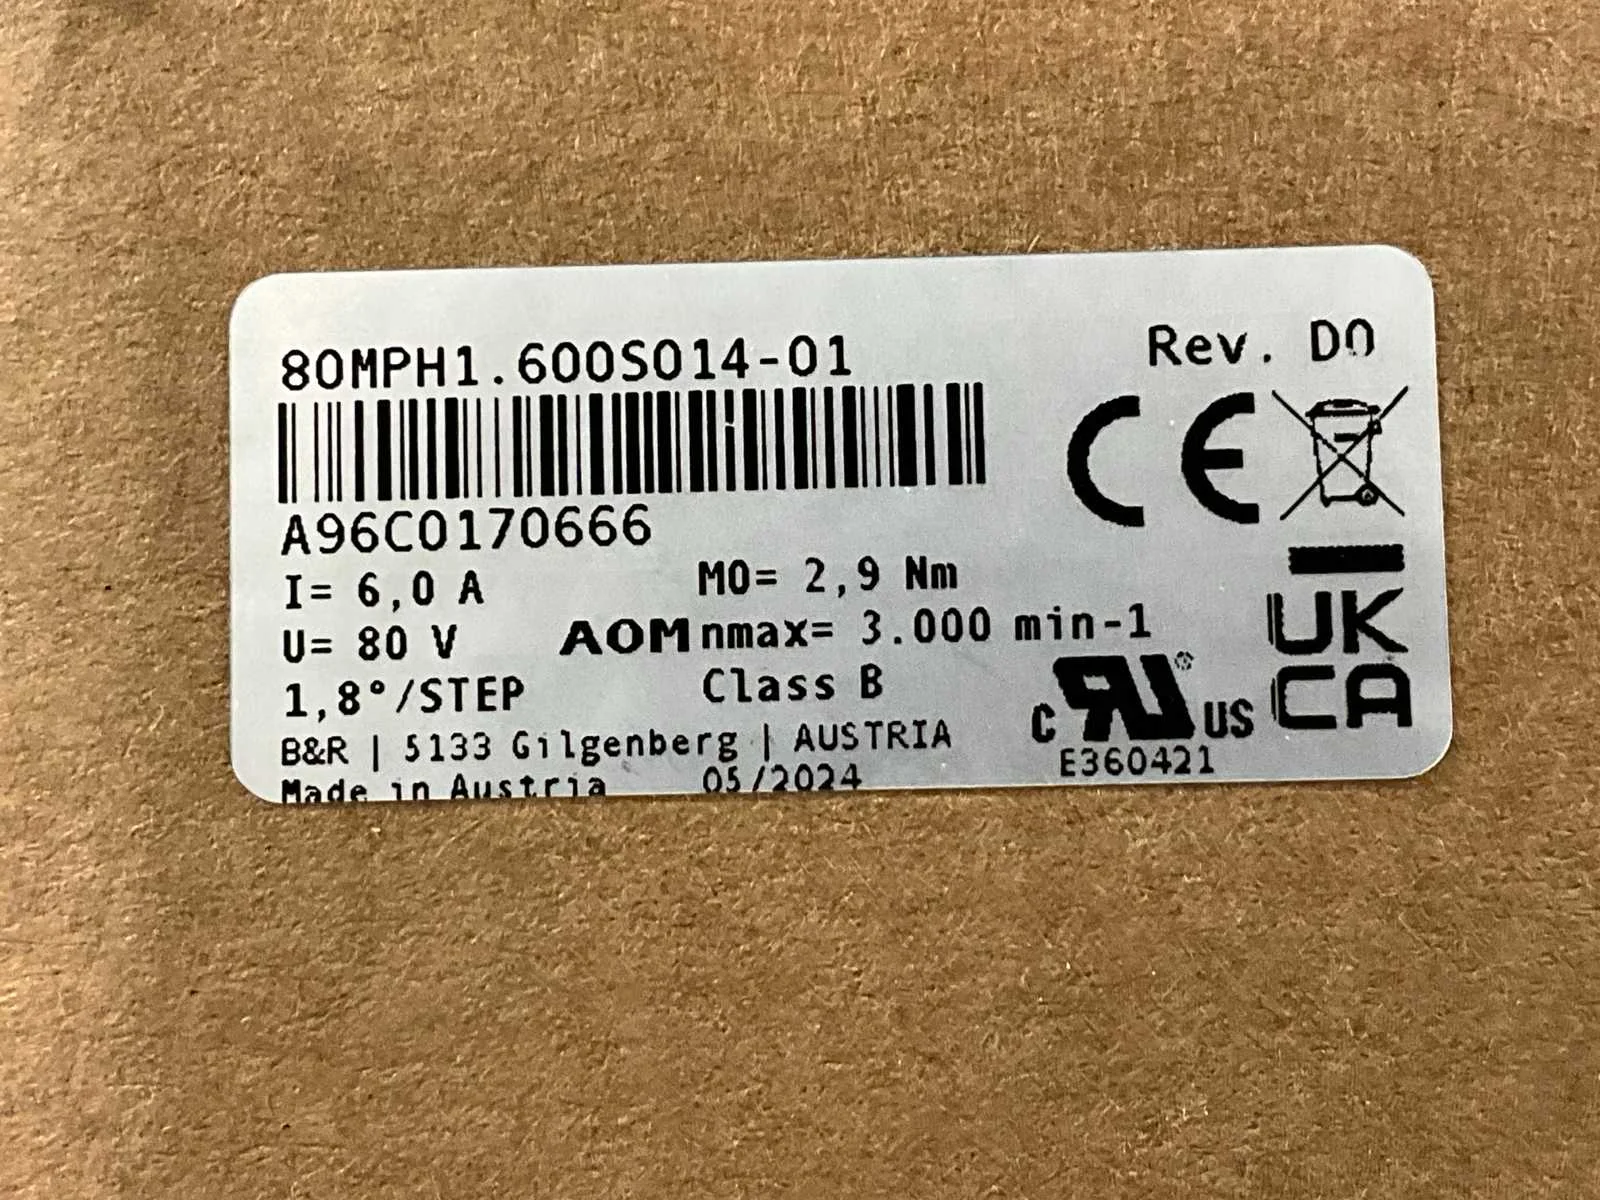 80MPH1.600S014-01 Rev. D0
CE
A96C0170666
I= 6,0 A M0= 2,9 Nm
U= 80 V AOM nmax= 3.000 min-1
UK
CA
1,8°/STEP Class B
c RU® US
B&R | 5133 Gilgenberg | AUSTRIA
E360421
Made in Austria 05/2024